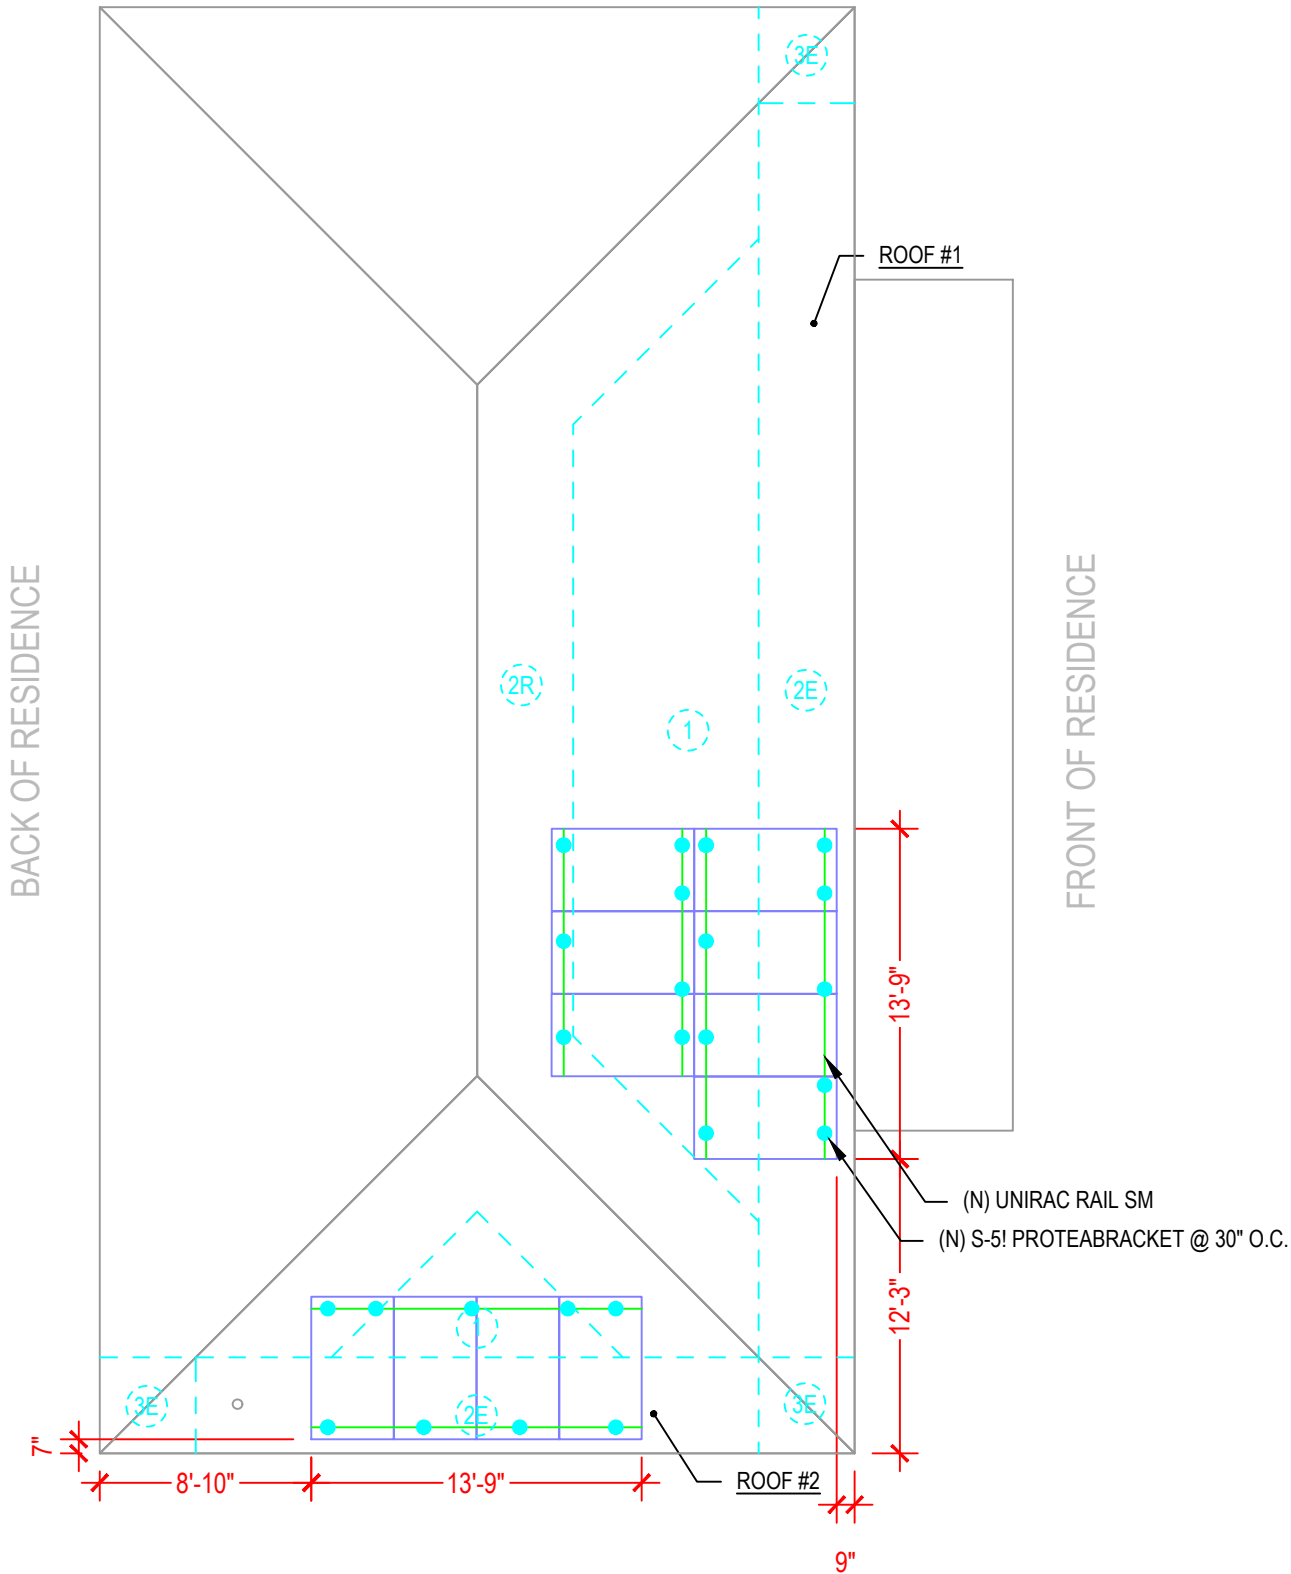 3E
ROOF #1
BACK OF RESIDENCE
FRONT OF RESIDENCE
2R
2E
1
13'-9"
(N) UNIRAC RAIL SM
(N) S-5! PROTEABRACKET @ 30" O.C.
12'-3"
1
3E
2E
3E
7"
8'-10"
13'-9"
ROOF #2
9"